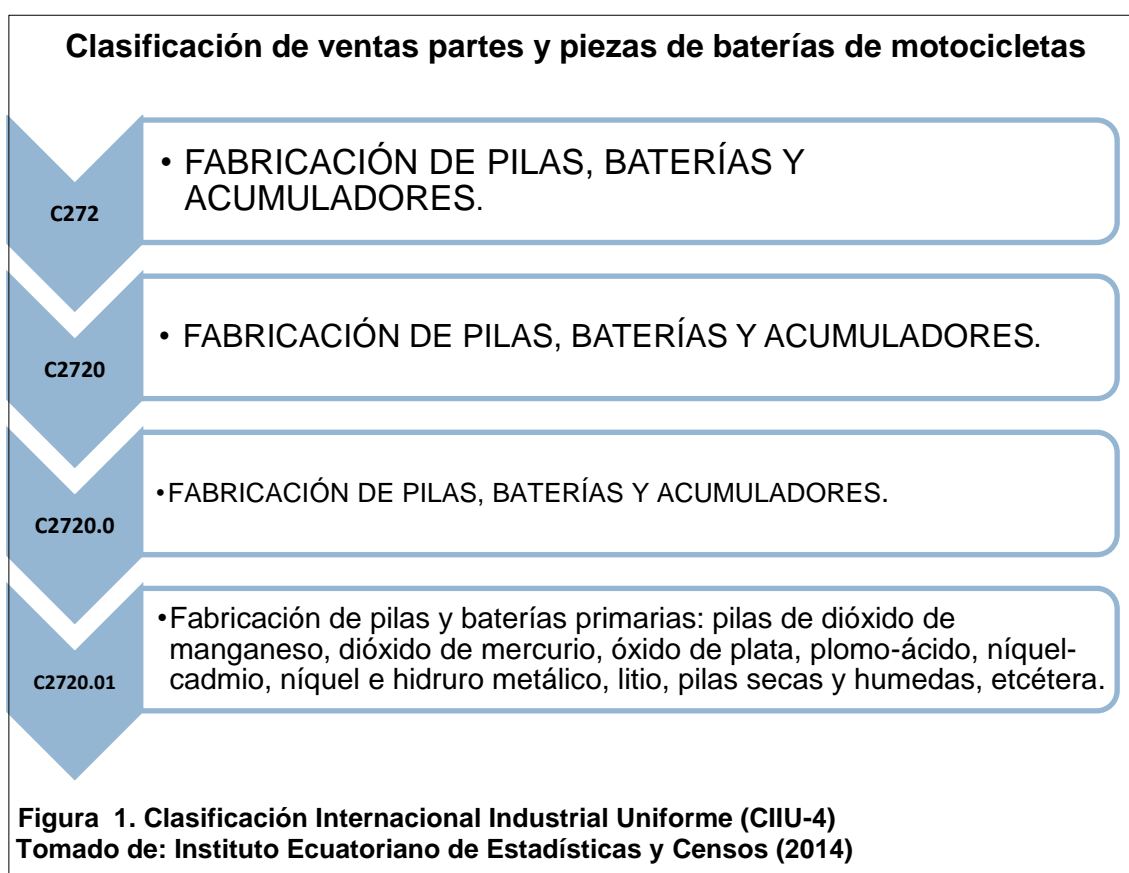 Clasificación de ventas partes y piezas de baterías de motocicletas
C272
• FABRICACIÓN DE PILAS, BATERÍAS Y
ACUMULADORES.
C2720
• FABRICACIÓN DE PILAS, BATERÍAS Y ACUMULADORES.
C2720.0
•FABRICACIÓN DE PILAS, BATERÍAS Y ACUMULADORES.
C2720.01
•Fabricación de pilas y baterías primarias: pilas de dióxido de
manganeso, dióxido de mercurio, óxido de plata, plomo-ácido, níquel-
cadmio, níquel e hidruro metálico, litio, pilas secas y humedas, etcétera.
Figura 1. Clasificación Internacional Industrial Uniforme (CIIU-4)
Tomado de: Instituto Ecuatoriano de Estadísticas y Censos (2014)